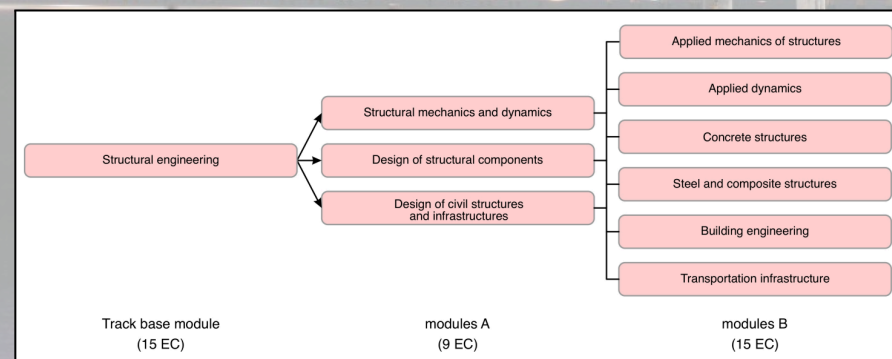 Structural engineering
Structural mechanics and dynamics
Design of structural components
Design of civil structures
and infrastructures
Applied mechanics of structures
Applied dynamics
Concrete structures
Steel and composite structures
Building engineering
Transportation infrastructure
Track base module
(15 EC)
modules A
(9 EC)
modules B
(15 EC)